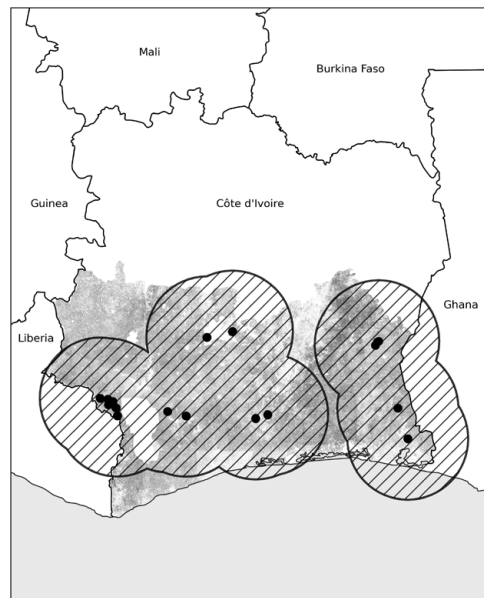 Mali
Burkina Faso
Guinea
Côte d'Ivoire
Ghana
Liberia